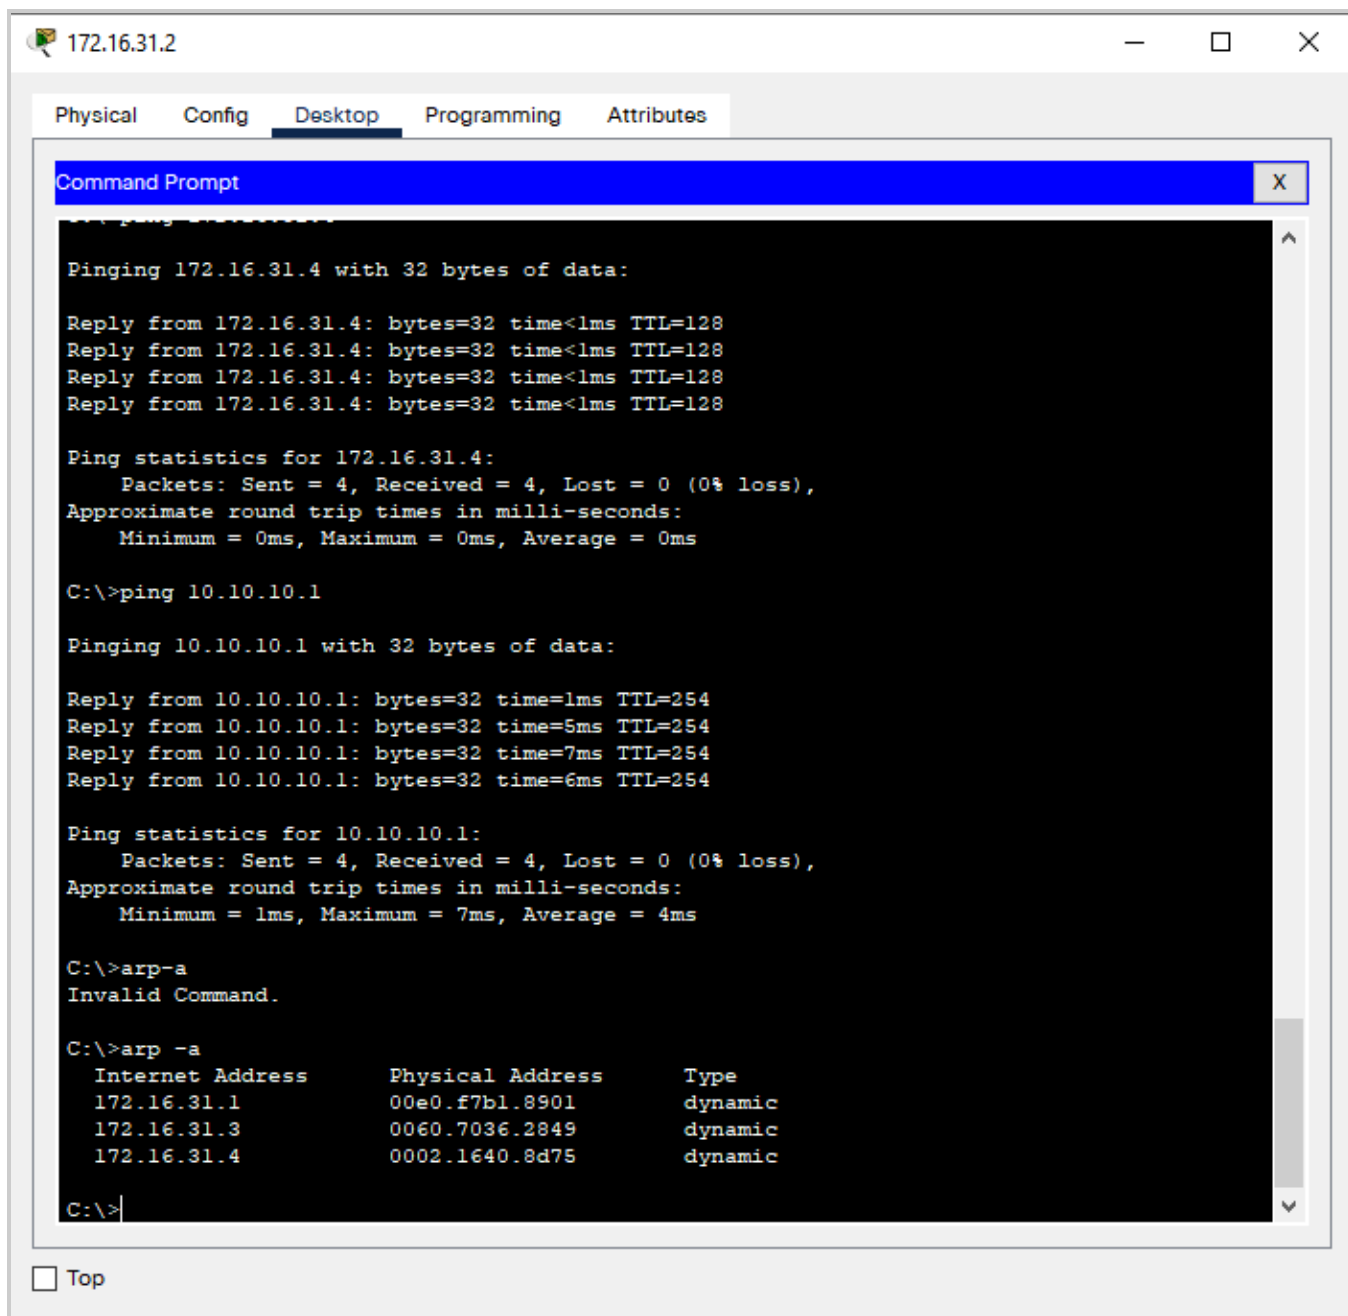 172.16.31.2
Physical Config Desktop Programming Attributes
Command Prompt X
Pinging 172.16.31.4 with 32 bytes of data:
Reply from 172.16.31.4: bytes=32 time<1ms TTL=128
Reply from 172.16.31.4: bytes=32 time<1ms TTL=128
Reply from 172.16.31.4: bytes=32 time<1ms TTL=128
Reply from 172.16.31.4: bytes=32 time<1ms TTL=128
Ping statistics for 172.16.31.4:
Packets: Sent = 4, Received = 4, Lost = 0 (0% loss),
Approximate round trip times in milli-seconds:
Minimum = 0ms, Maximum = 0ms, Average = 0ms
C:\>ping 10.10.10.1
Pinging 10.10.10.1 with 32 bytes of data:
Reply from 10.10.10.1: bytes=32 time=1ms TTL=254
Reply from 10.10.10.1: bytes=32 time=5ms TTL=254
Reply from 10.10.10.1: bytes=32 time=7ms TTL=254
Reply from 10.10.10.1: bytes=32 time=6ms TTL=254
Ping statistics for 10.10.10.1:
Packets: Sent = 4, Received = 4, Lost = 0 (0% loss),
Approximate round trip times in milli-seconds:
Minimum = 1ms, Maximum = 7ms, Average = 4ms
C:\>arp-a
Invalid Command.
C:\>arp -a
Internet Address Physical Address Type
172.16.31.1 00e0.f7b1.8901 dynamic
172.16.31.3 0060.7036.2849 dynamic
172.16.31.4 0002.1640.8d75 dynamic
C:\>
Top